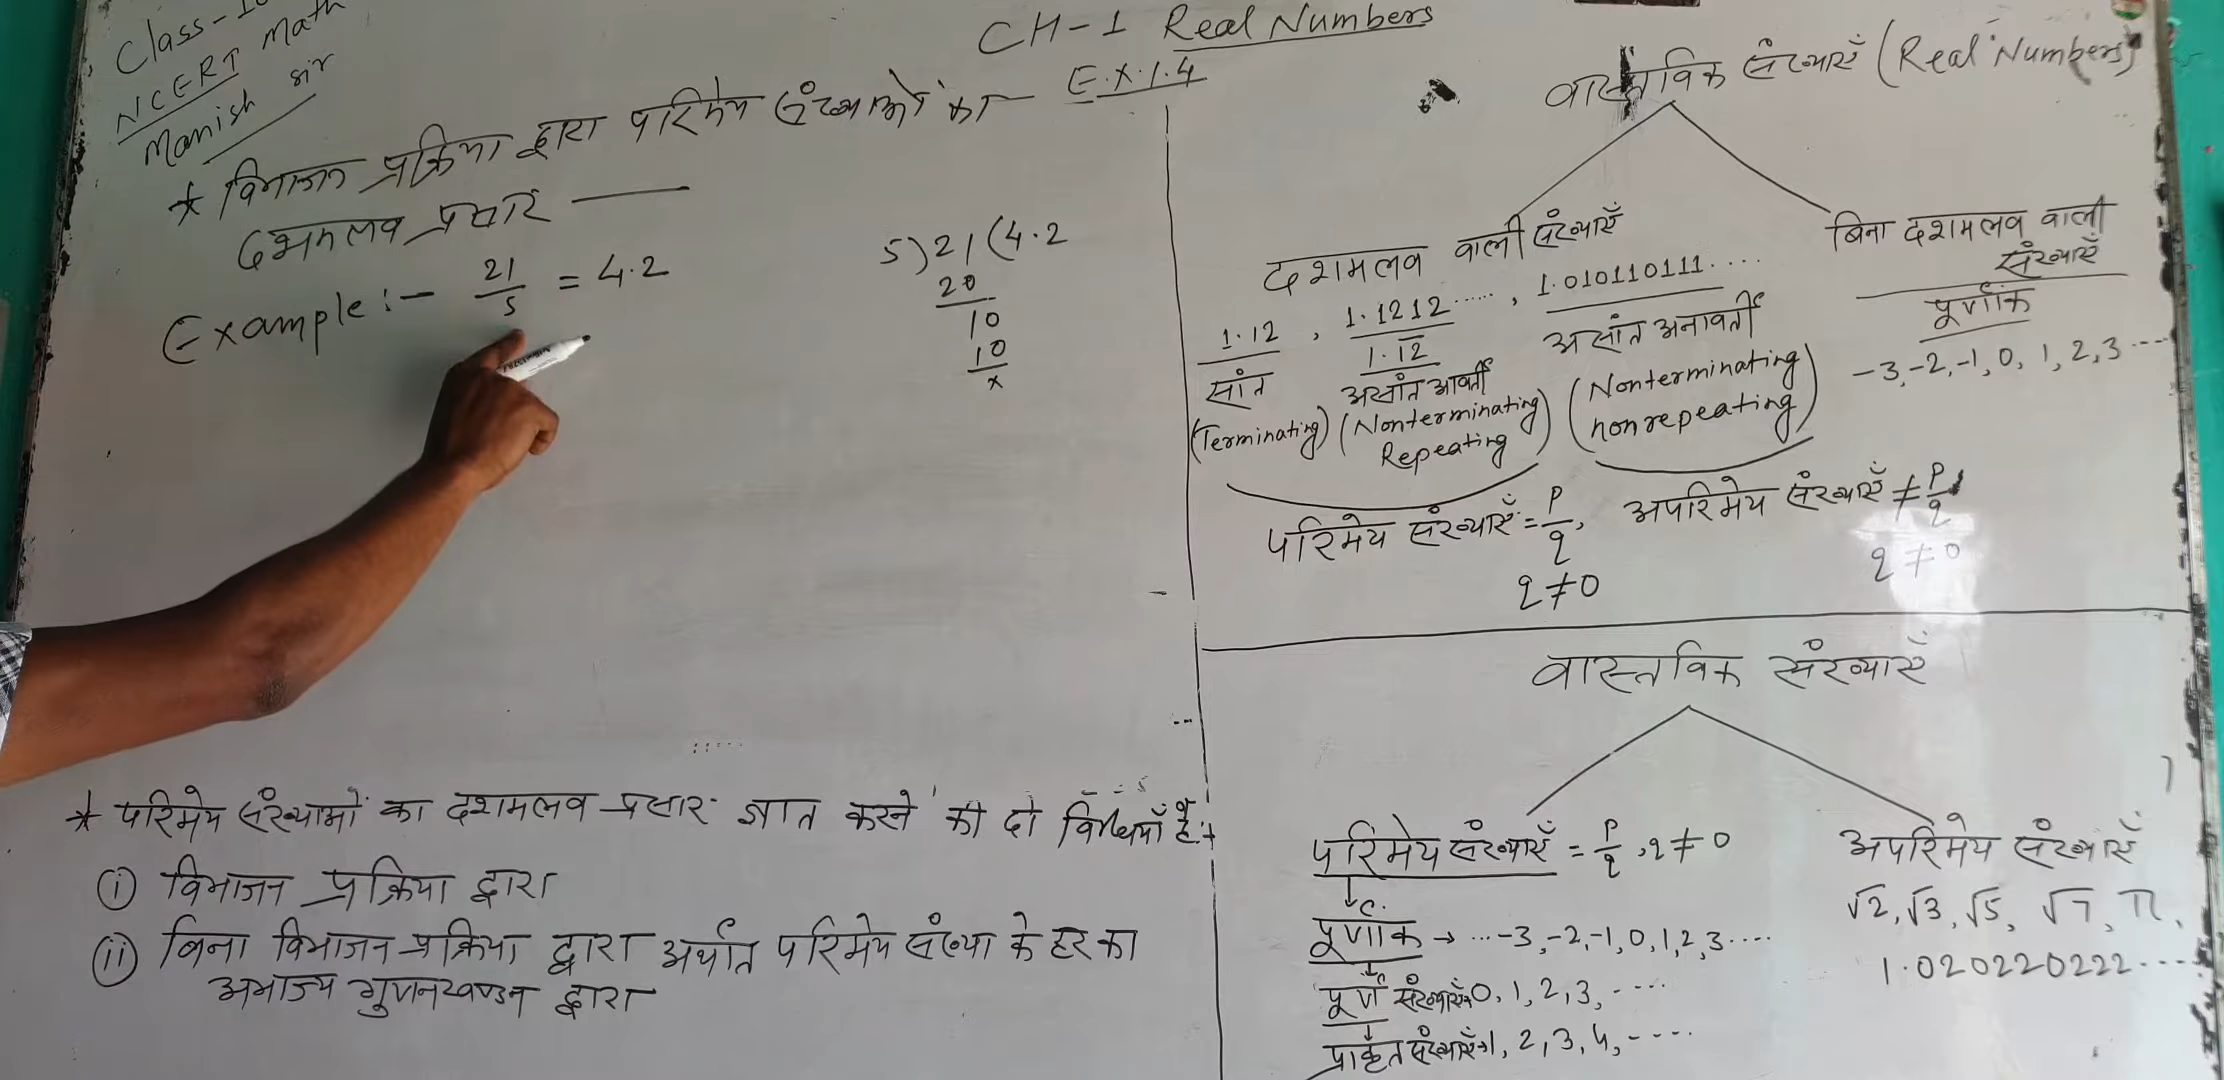 Class-10
NCERT Math
Manish sir
CH-1 Real Numbers
Ex.1.4
* विभाजन प्रक्रिया द्वारा परिमेय संख्याओं का
दशमलव प्रसार —
Example:- 21/5 = 4.2
5)21(4.2
20
10
10
x
* परिमेय संख्याओं का दशमलव प्रसार ज्ञात करने की दो विधियाँ हैं:-
(i) विभाजन प्रक्रिया द्वारा
(ii) बिना विभाजन प्रक्रिया द्वारा अर्थात परिमेय संख्या के हर का
अभाज्य गुणनखण्डन द्वारा
वास्तविक संख्याएँ (Real Numbers)
दशमलव वाली संख्याएँ
1.12 , 1.1212...... , 1.010110111....
1.1̅2̅
सांत
असांत आवर्ती
असांत अनावर्ती
(Terminating) (Nonterminating Repeating) (Nonterminating nonrepeating)
परिमेय संख्याएँ = p/q,
q≠0
अपरिमेय संख्याएँ ≠ p/q
q≠0
बिना दशमलव वाली
संख्याएँ
पूर्णांक
-3,-2,-1,0,1,2,3...
वास्तविक संख्याएँ
परिमेय संख्याएँ = p/q , q≠0
पूर्णांक → ...-3,-2,-1,0,1,2,3....
पूर्ण संख्याएँ→0,1,2,3,....
प्राकृत संख्याएँ→1,2,3,4,....
अपरिमेय संख्याएँ
√2,√3,√5,√7,π,
1.020220222....